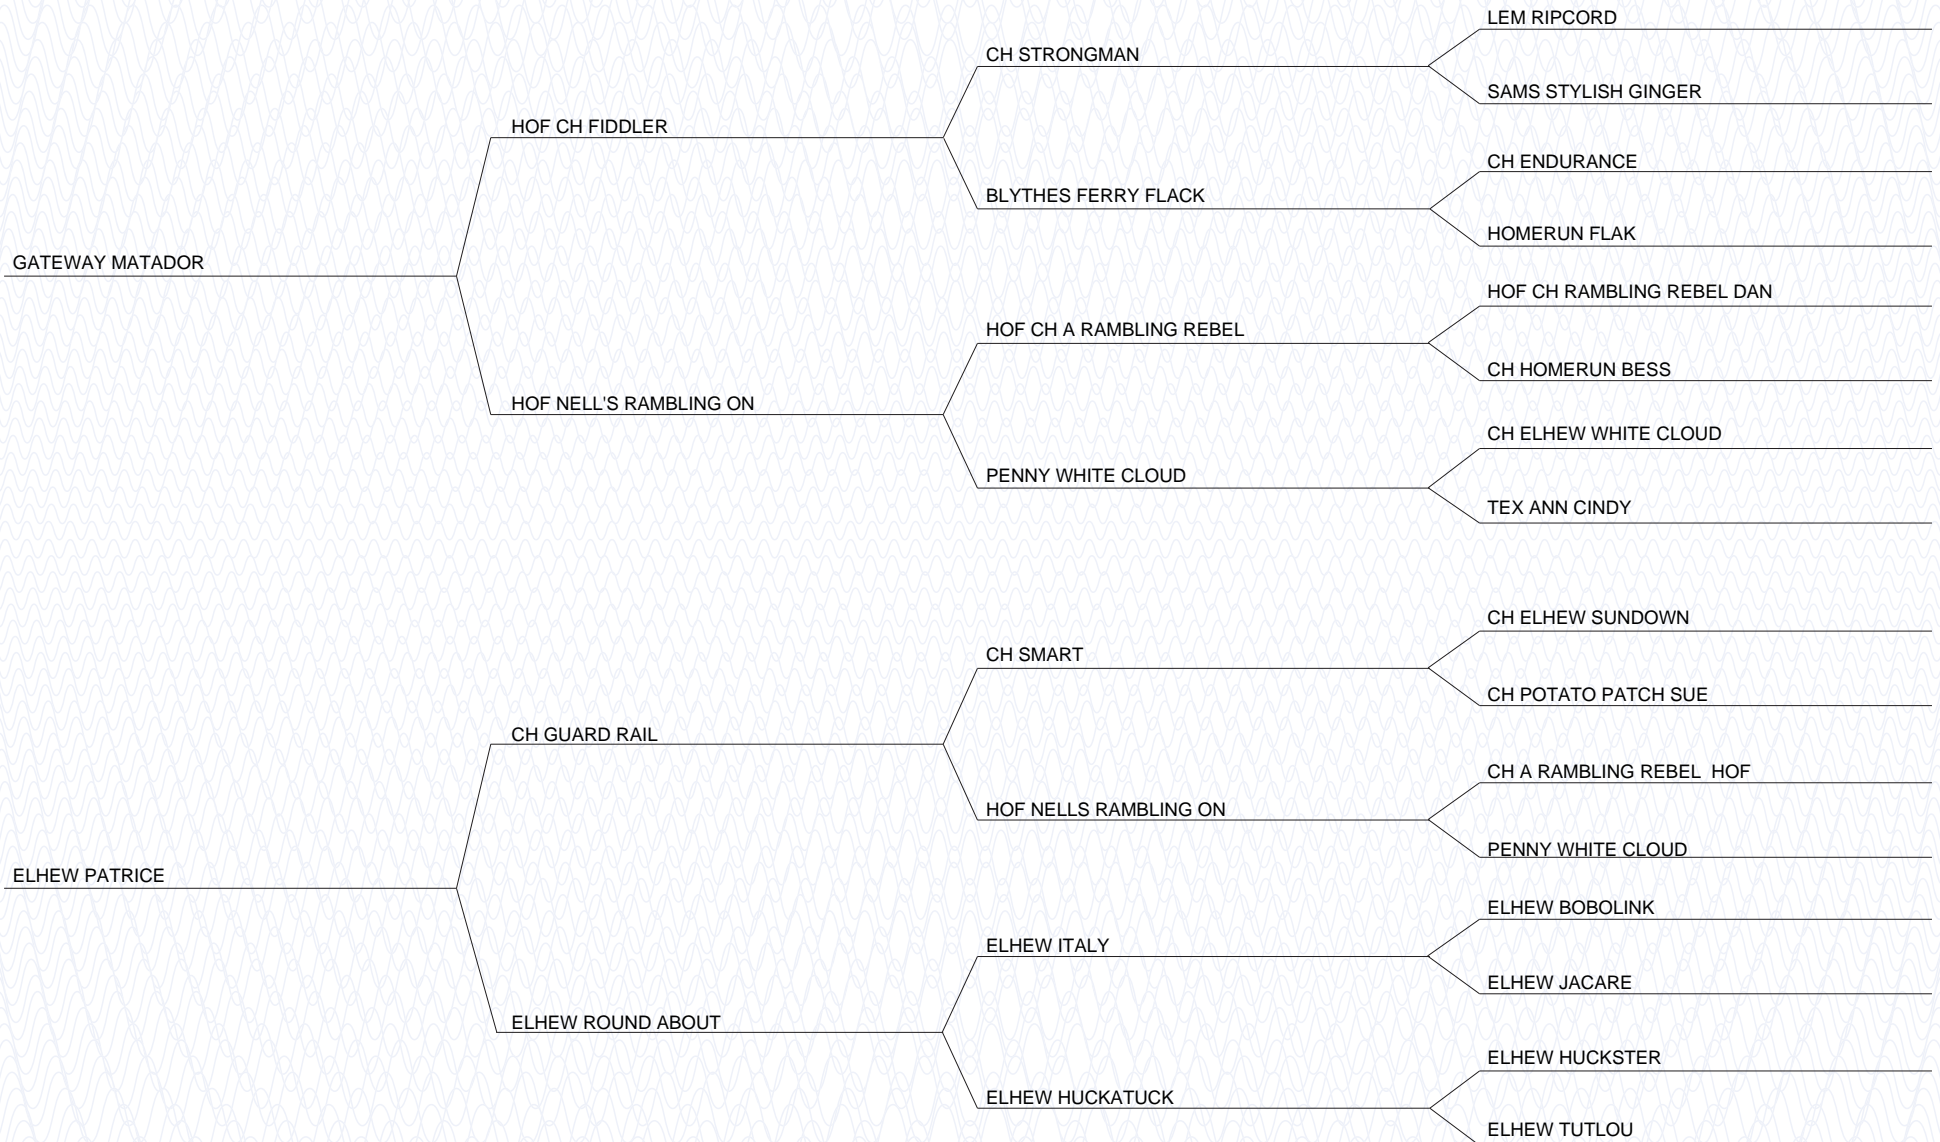 LEM RIPCORD
CH STRONGMAN
SAMS STYLISH GINGER
HOF CH FIDDLER
CH ENDURANCE
BLYTHES FERRY FLACK
HOMERUN FLAK
GATEWAY MATADOR
HOF CH RAMBLING REBEL DAN
HOF CH A RAMBLING REBEL
CH HOMERUN BESS
HOF NELL'S RAMBLING ON
CH ELHEW WHITE CLOUD
PENNY WHITE CLOUD
TEX ANN CINDY
CH ELHEW SUNDOWN
CH SMART
CH POTATO PATCH SUE
CH GUARD RAIL
CH A RAMBLING REBEL  HOF
HOF NELLS RAMBLING ON
PENNY WHITE CLOUD
ELHEW PATRICE
ELHEW BOBOLINK
ELHEW ITALY
ELHEW JACARE
ELHEW ROUND ABOUT
ELHEW HUCKSTER
ELHEW HUCKATUCK
ELHEW TUTLOU